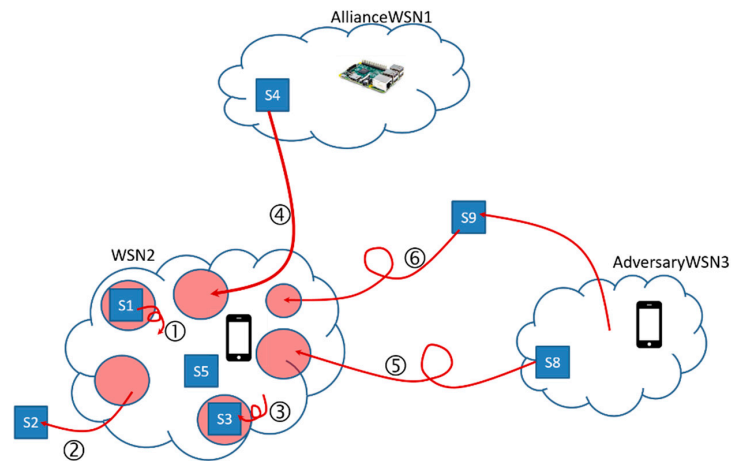 AllianceWSN1
S4
④
S9
⑥
WSN2
AdversaryWSN3
S1
①
⑤
S8
S5
S3
③
S2
②